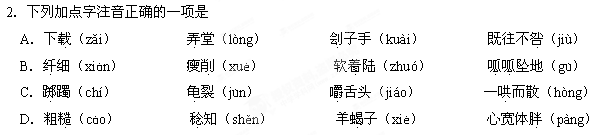 2. 下列加点字注音正确的一项是
A. 下载(zǎi) 弄堂(lòng) 刽子手(kuài) 既往不咎(jiù)
B. 纤细(xiān) 瘦削(xuē) 软着陆(zhuó) 呱呱坠地(gū)
C. 踯躅(chí) 龟裂(jūn) 嚼舌头(jiáo) 一哄而散(hòng)
D. 粗糙(cāo) 稔知(shěn) 羊蝎子(xiē) 心宽体胖(pàng)